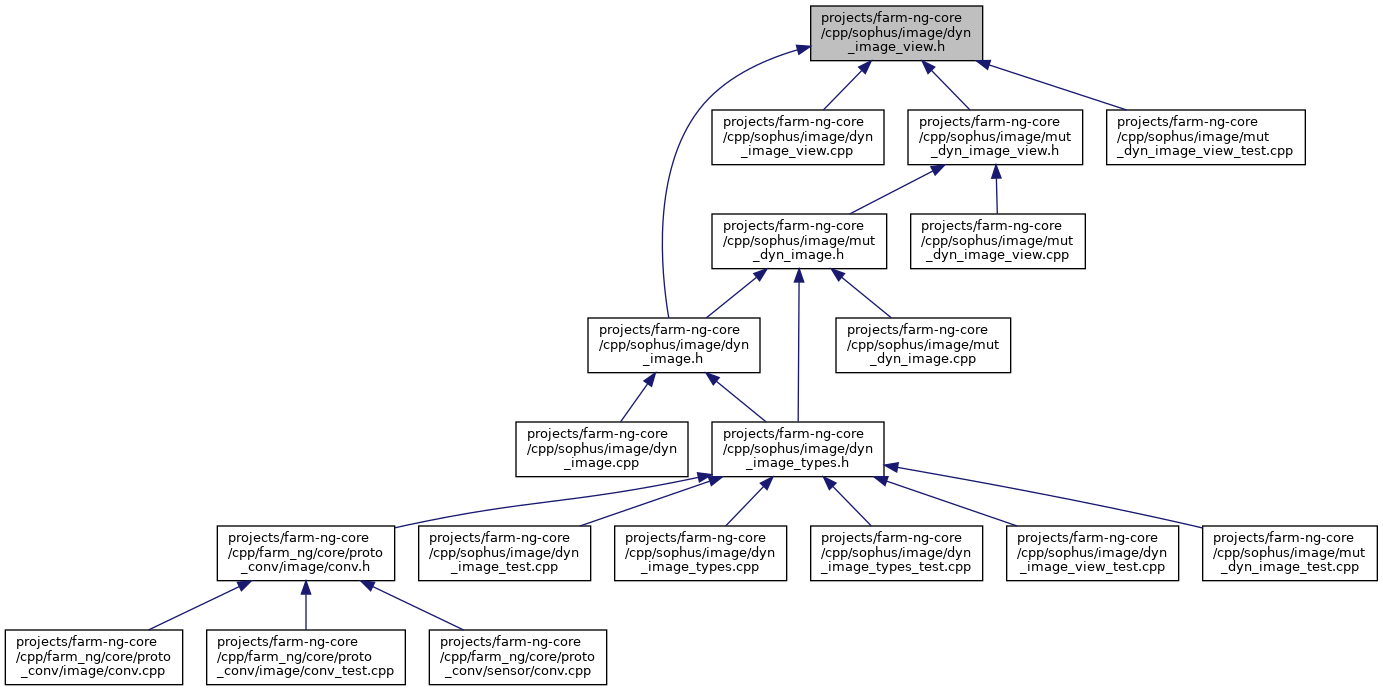 projects/farm-ng-core
/cpp/sophus/image/dyn
_image_view.h
projects/farm-ng-core
/cpp/sophus/image/dyn
_image_view.cpp
projects/farm-ng-core
/cpp/sophus/image/mut
_dyn_image_view.h
projects/farm-ng-core
/cpp/sophus/image/mut
_dyn_image_view_test.cpp
projects/farm-ng-core
/cpp/sophus/image/mut
_dyn_image.h
projects/farm-ng-core
/cpp/sophus/image/mut
_dyn_image_view.cpp
projects/farm-ng-core
/cpp/sophus/image/dyn
_image.h
projects/farm-ng-core
/cpp/sophus/image/mut
_dyn_image.cpp
projects/farm-ng-core
/cpp/sophus/image/dyn
_image.cpp
projects/farm-ng-core
/cpp/sophus/image/dyn
_image_types.h
projects/farm-ng-core
/cpp/farm_ng/core/proto
_conv/image/conv.h
projects/farm-ng-core
/cpp/sophus/image/dyn
_image_test.cpp
projects/farm-ng-core
/cpp/sophus/image/dyn
_image_types.cpp
projects/farm-ng-core
/cpp/sophus/image/dyn
_image_types_test.cpp
projects/farm-ng-core
/cpp/sophus/image/dyn
_image_view_test.cpp
projects/farm-ng-core
/cpp/sophus/image/mut
_dyn_image_test.cpp
projects/farm-ng-core
/cpp/farm_ng/core/proto
_conv/image/conv.cpp
projects/farm-ng-core
/cpp/farm_ng/core/proto
_conv/image/conv_test.cpp
projects/farm-ng-core
/cpp/farm_ng/core/proto
_conv/sensor/conv.cpp